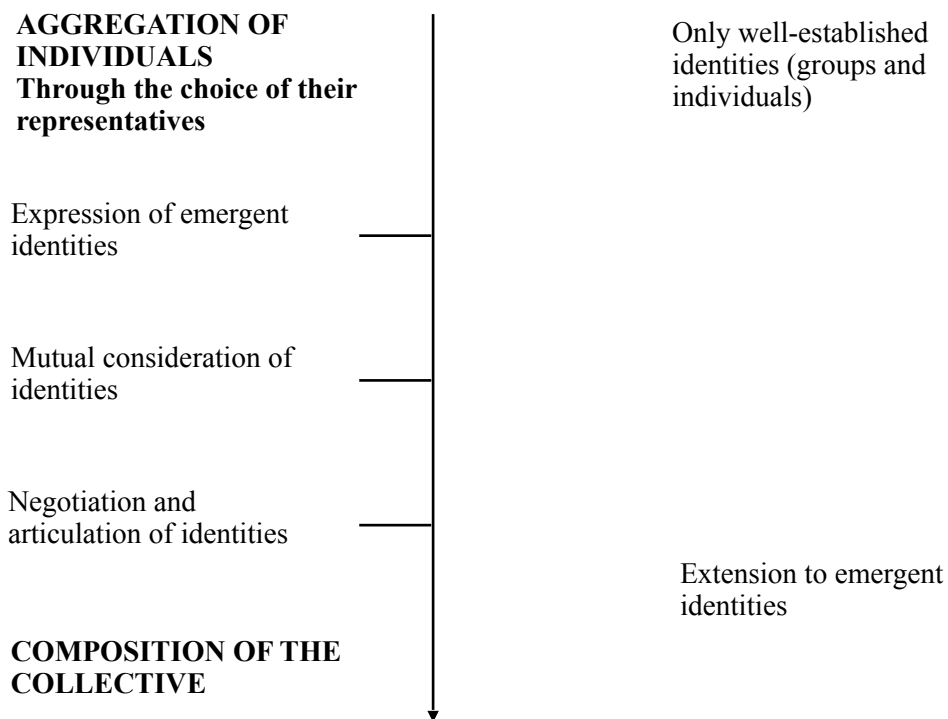 AGGREGATION OF
INDIVIDUALS
Through the choice of their
representatives
Only well-established
identities (groups and
individuals)
Expression of emergent
identities
Mutual consideration of
identities
Negotiation and
articulation of identities
Extension to emergent
identities
COMPOSITION OF THE
COLLECTIVE